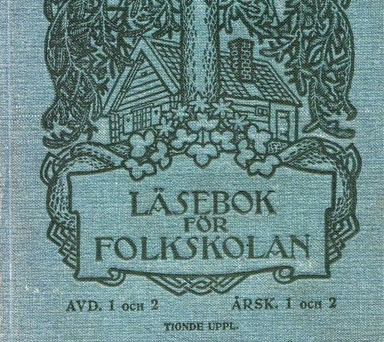 LÄSEBOK
FÖR
FOLKSKOLAN
AVD. 1 OCH 2 ÅRSK. 1 OCH 2
TIONDE UPPL.